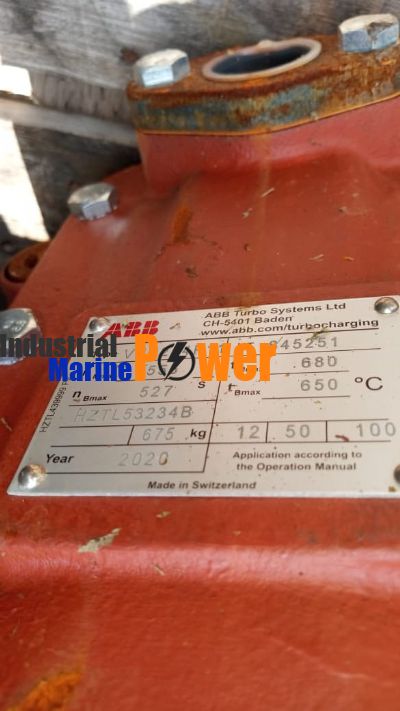 ABB
ABB Turbo Systems Ltd
CH-5401 Baden
www.abb.com/turbocharging
Industrial
Marine Power
845251
680
n Bmax 527 s
t Bmax 650 °C
HZTL53234B
675 kg
12 50 100
Year 2020
Application according to
the Operation Manual
Made in Switzerland